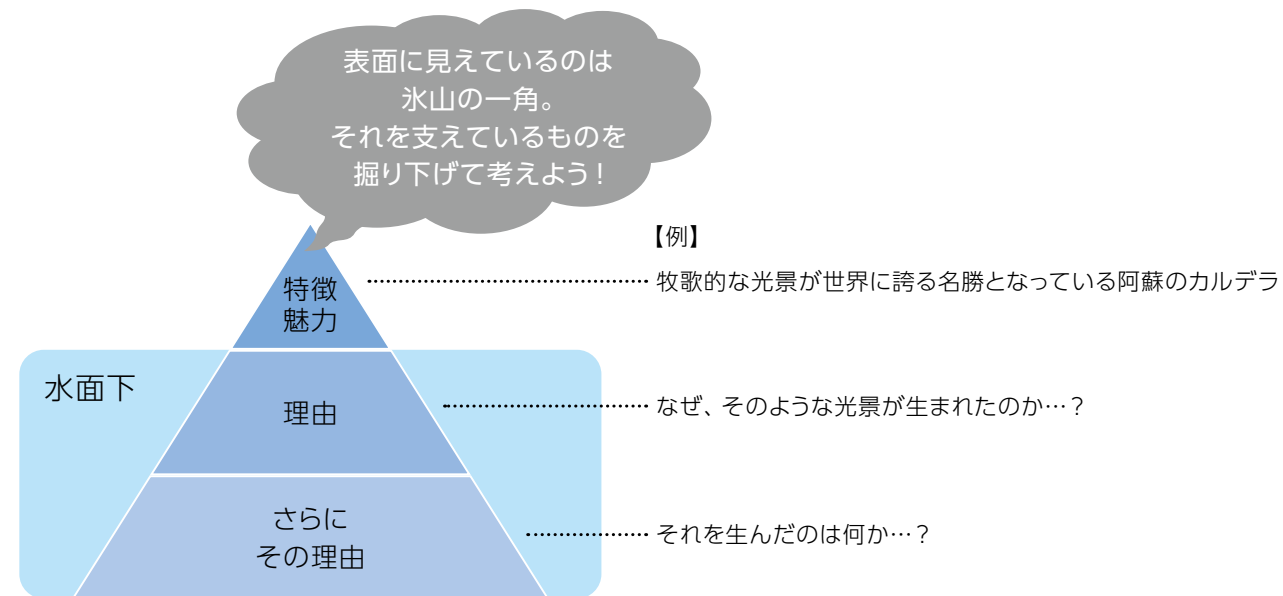 表面に見えているのは
氷山の一角。
それを支えているものを
掘り下げて考えよう！
【例】
特徴
魅力
牧歌的な光景が世界に誇る名勝となっている阿蘇のカルデラ
水面下
理由
なぜ、そのような光景が生まれたのか…？
さらに
その理由
それを生んだのは何か…？